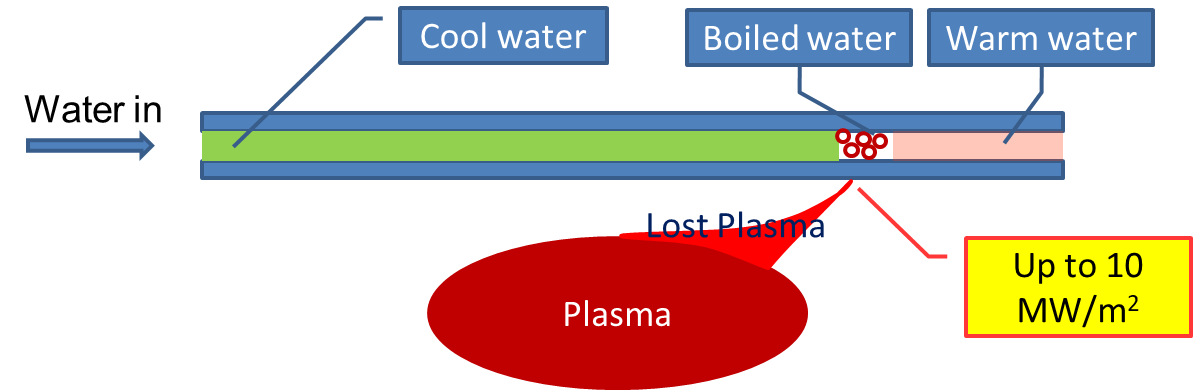 Cool water
Boiled water
Warm water
Water in
Lost Plasma
Plasma
Up to 10
MW/m²